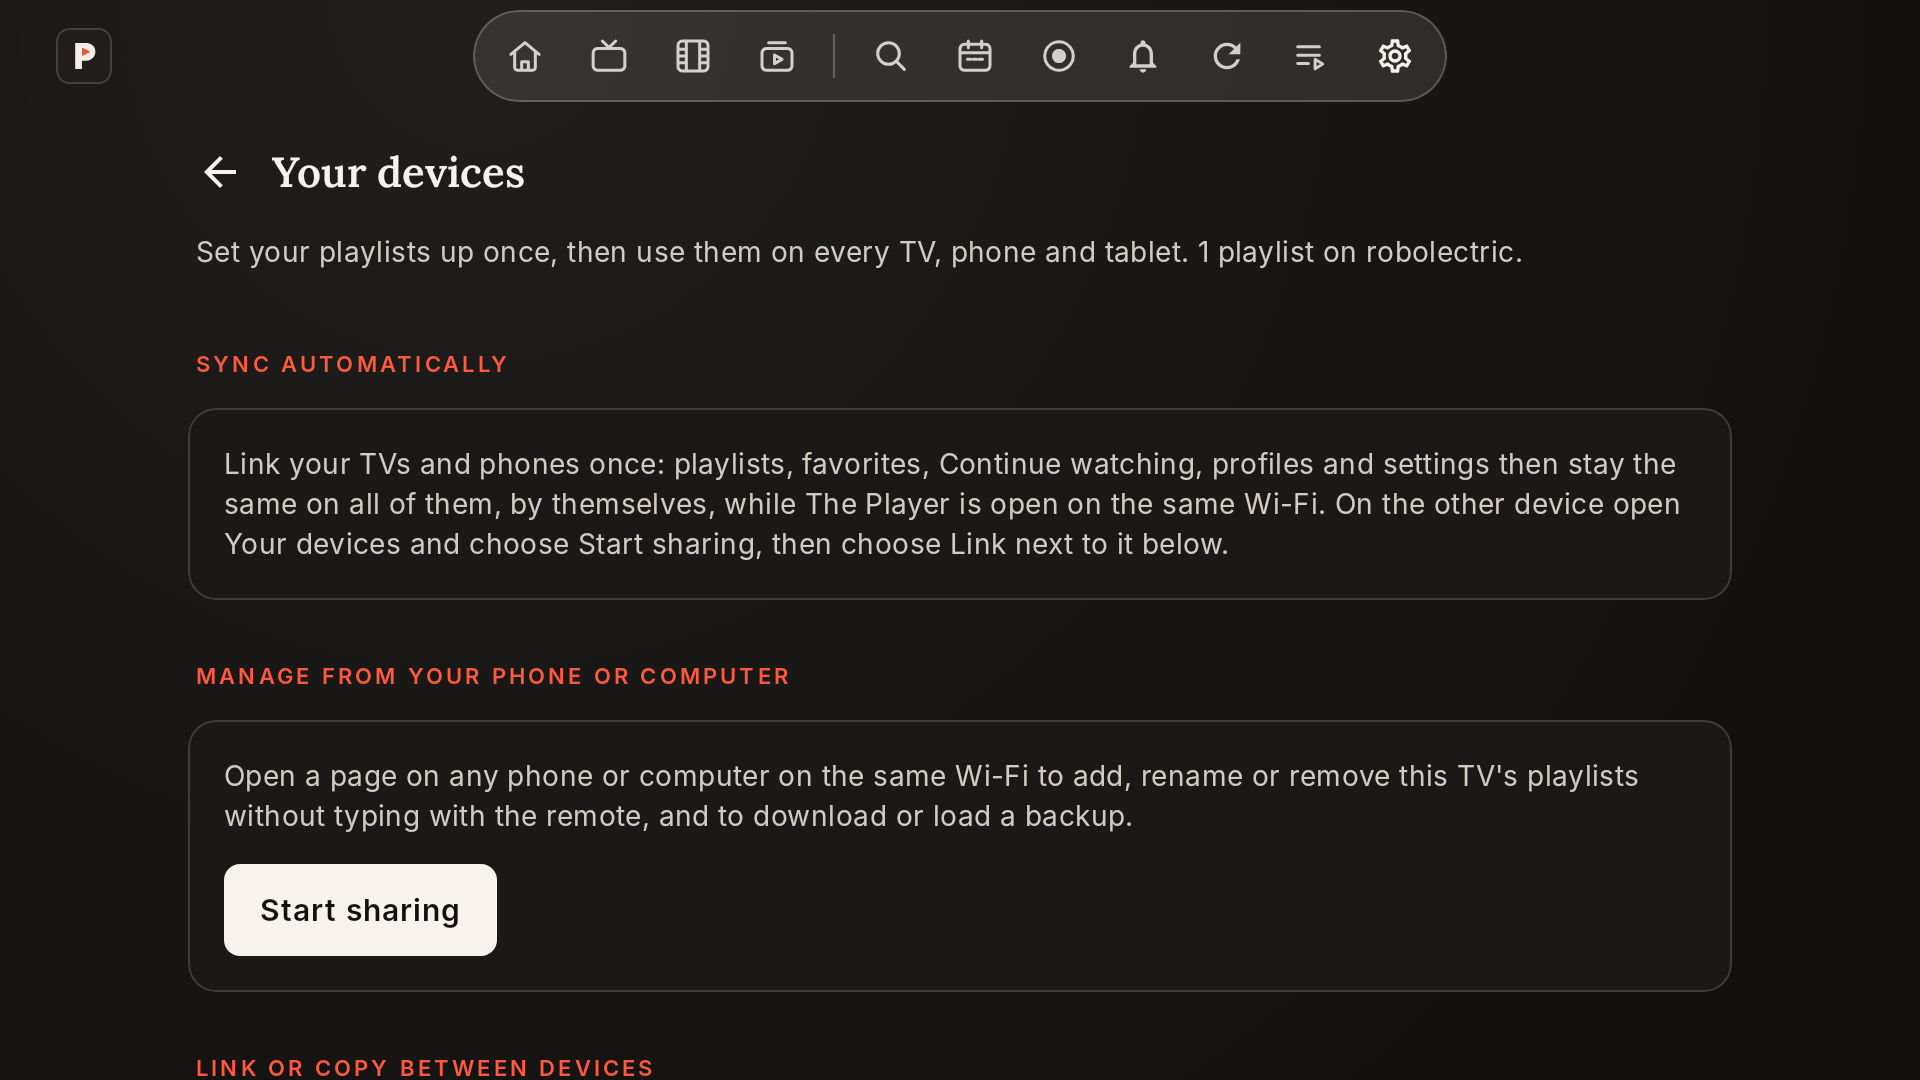 P
Your devices
Set your playlists up once, then use them on every TV, phone and tablet. 1 playlist on robolectric.
SYNC AUTOMATICALLY
Link your TVs and phones once: playlists, favorites, Continue watching, profiles and settings then stay the
same on all of them, by themselves, while The Player is open on the same Wi-Fi. On the other device open
Your devices and choose Start sharing, then choose Link next to it below.
MANAGE FROM YOUR PHONE OR COMPUTER
Open a page on any phone or computer on the same Wi-Fi to add, rename or remove this TV's playlists
without typing with the remote, and to download or load a backup.
Start sharing
LINK OR COPY BETWEEN DEVICES